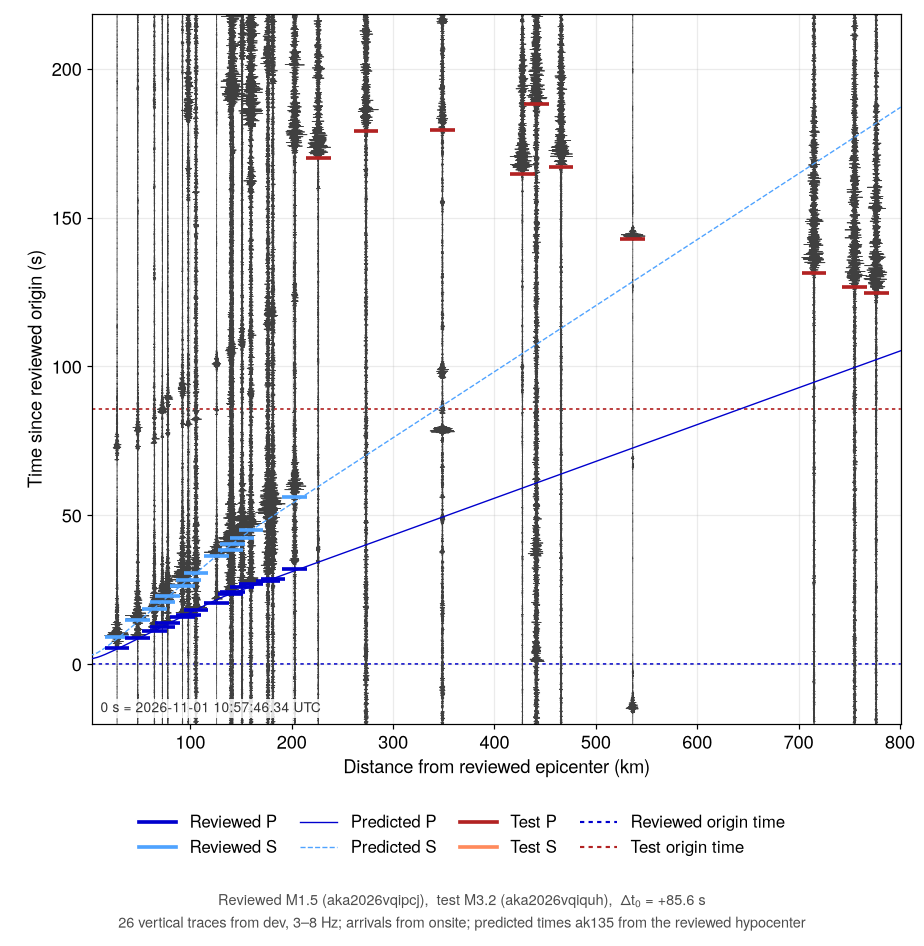 200
150
100
50
0
Time since reviewed origin (s)
0 s = 2026-11-01 10:57:46.34 UTC
100 200 300 400 500 600 700 800
Distance from reviewed epicenter (km)
Reviewed P Predicted P Test P Reviewed origin time
Reviewed S Predicted S Test S Test origin time
Reviewed M1.5 (aka2026vqipcj), test M3.2 (aka2026vqiquh), Δt₀ = +85.6 s
26 vertical traces from dev, 3–8 Hz; arrivals from onsite; predicted times ak135 from the reviewed hypocenter